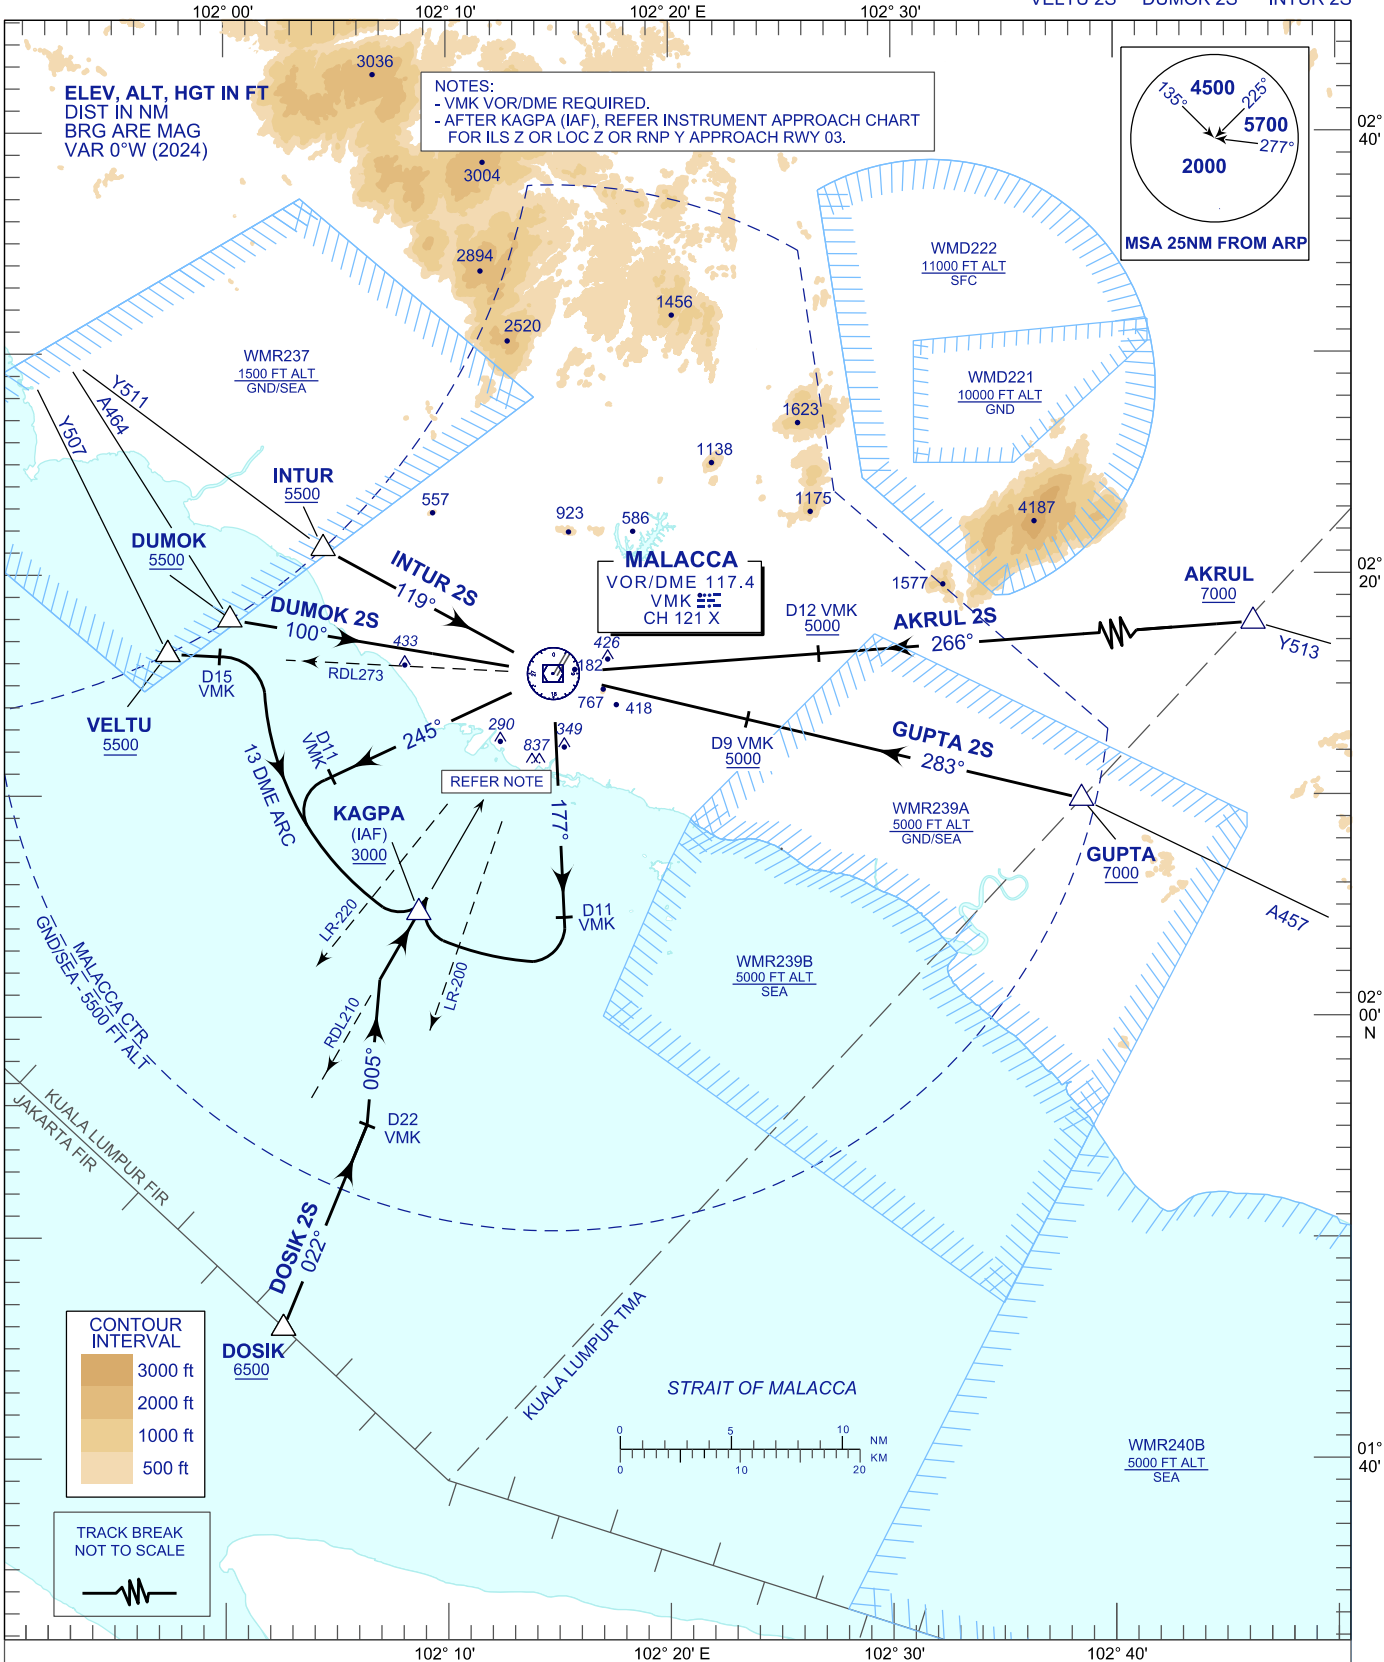 VELTU 2S DUMOK 2S INTUR 2S
102° 00'
102° 10'
102° 20' E
102° 30'
ELEV, ALT, HGT IN FT
DIST IN NM
BRG ARE MAG
VAR 0°W (2024)
3036
NOTES:
- VMK VOR/DME REQUIRED.
- AFTER KAGPA (IAF), REFER INSTRUMENT APPROACH CHART
FOR ILS Z OR LOC Z OR RNP Y APPROACH RWY 03.
135°
4500
225°
5700
277°
2000
MSA 25NM FROM ARP
02°
40'
3004
2894
2520
1456
WMD222
11000 FT ALT
SFC
WMD221
10000 FT ALT
GND
WMR237
1500 FT ALT
GND/SEA
Y511
A464
Y507
1623
1138
1175
4187
INTUR
5500
557
923
586
DUMOK
5500
INTUR 2S
119°
MALACCA
VOR/DME 117.4
VMK
CH 121 X
1577
AKRUL
7000
02°
20'
DUMOK 2S
100°
D12 VMK
5000
AKRUL 2S
266°
Y513
433
426
182
RDL273
D15
VMK
767
418
VELTU
5500
245°
290
837
349
D11
VMK
D9 VMK
5000
GUPTA 2S
283°
13 DME ARC
REFER NOTE
KAGPA
(IAF)
3000
177°
WMR239A
5000 FT ALT
GND/SEA
GUPTA
7000
A457
LR-220
LR-200
D11
VMK
MALACCA CTR
GND/SEA - 5500 FT ALT
WMR239B
5000 FT ALT
SEA
02°
00'
N
RDL210
005°
D22
VMK
KUALA LUMPUR FIR
JAKARTA FIR
DOSIK 2S
022°
DOSIK
6500
KUALA LUMPUR TMA
STRAIT OF MALACCA
CONTOUR
INTERVAL
3000 ft
2000 ft
1000 ft
500 ft
0 5 10 NM
0 10 20 KM
WMR240B
5000 FT ALT
SEA
01°
40'
TRACK BREAK
NOT TO SCALE
102° 10'
102° 20' E
102° 30'
102° 40'